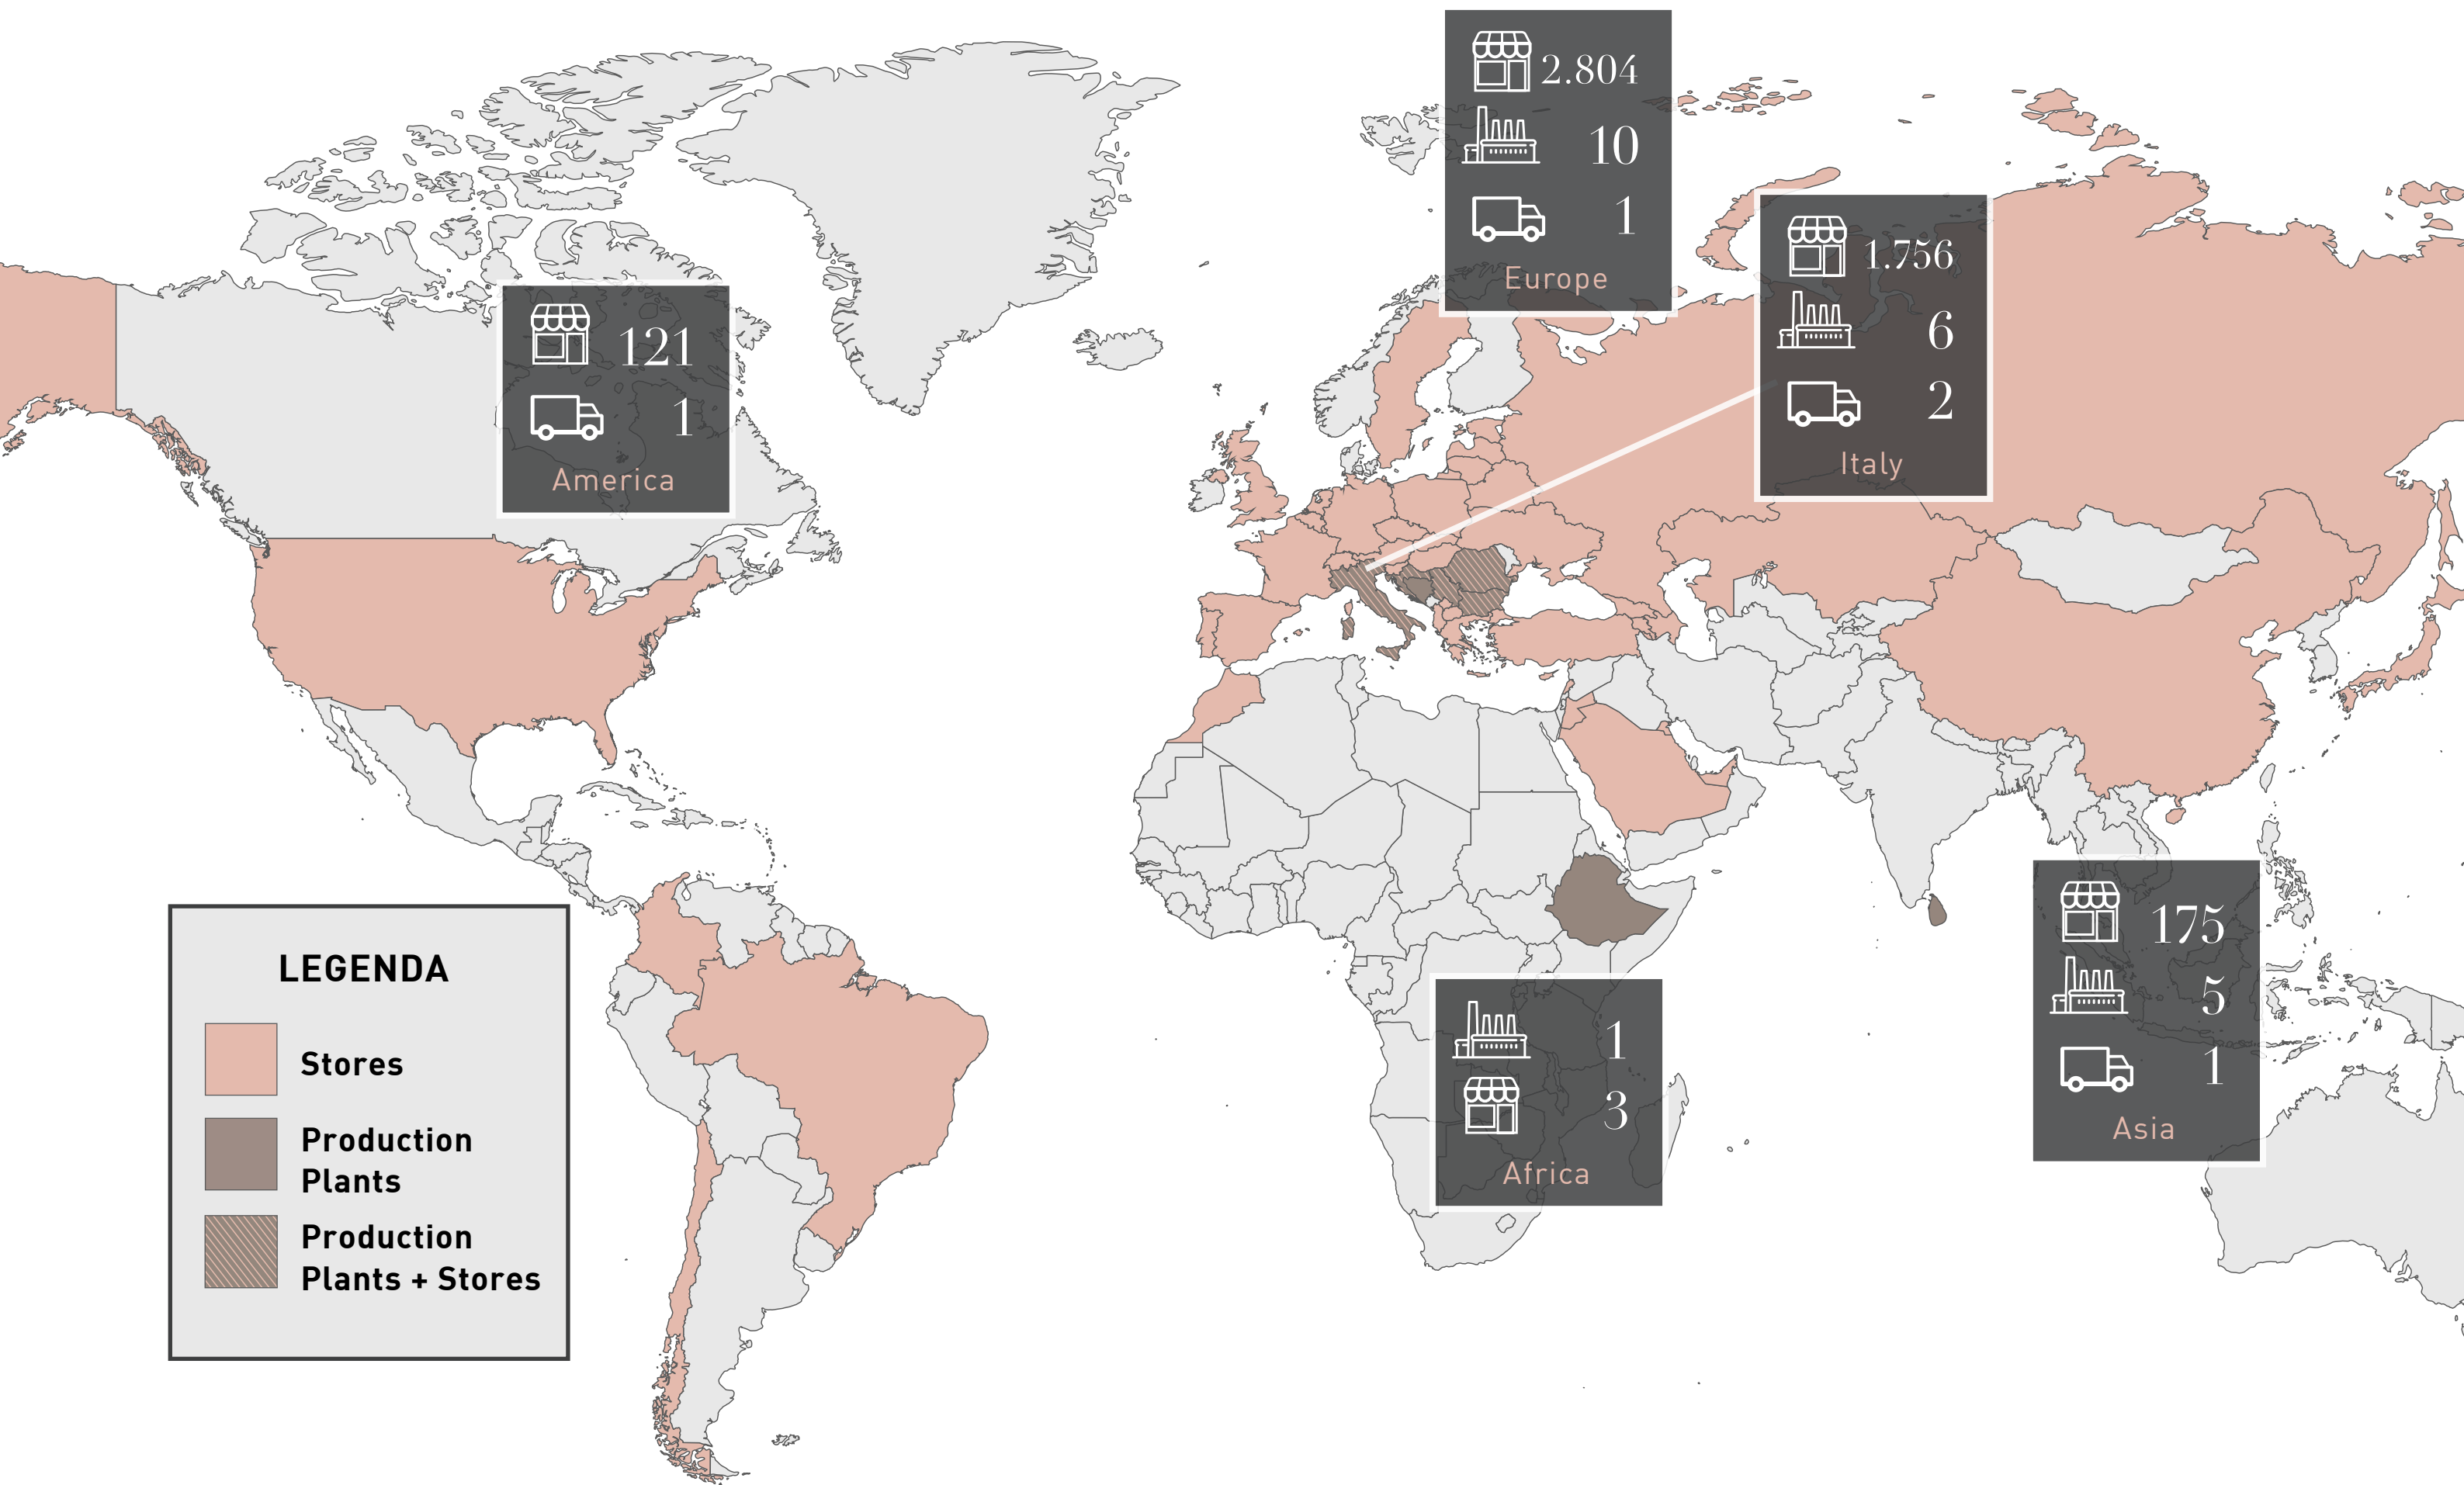 2.804
10
1
Europe
1.756
6
2
Italy
121
1
America
175
5
1
Asia
1
3
Africa
LEGENDA
Stores
Production
Plants
Production
Plants + Stores